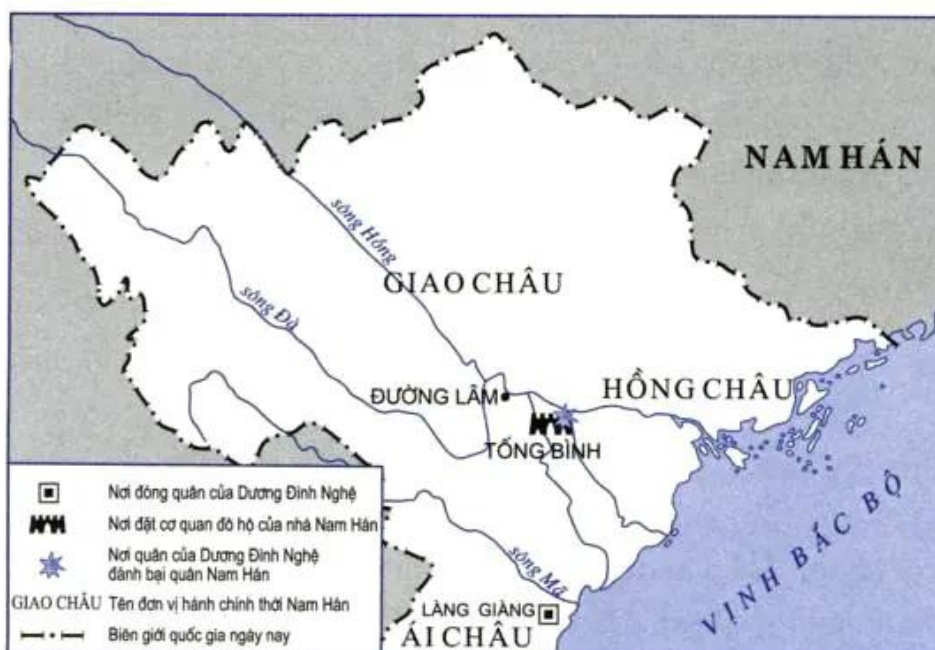 NAM HÁN
sông Hồng
GIAO CHÂU
sông Đà
HỒNG CHÂU
ĐƯỜNG LÂM
TỐNG BÌNH
VỊNH BẮC BỘ
sông Mã
LÀNG GIÀNG
ÁI CHÂU
Nơi đóng quân của Dương Đình Nghệ
Nơi đặt cơ quan đô hộ của nhà Nam Hán
Nơi quân của Dương Đình Nghệ
đánh bại quân Nam Hán
GIAO CHÂU Tên đơn vị hành chính thời Nam Hán
Biên giới quốc gia ngày nay